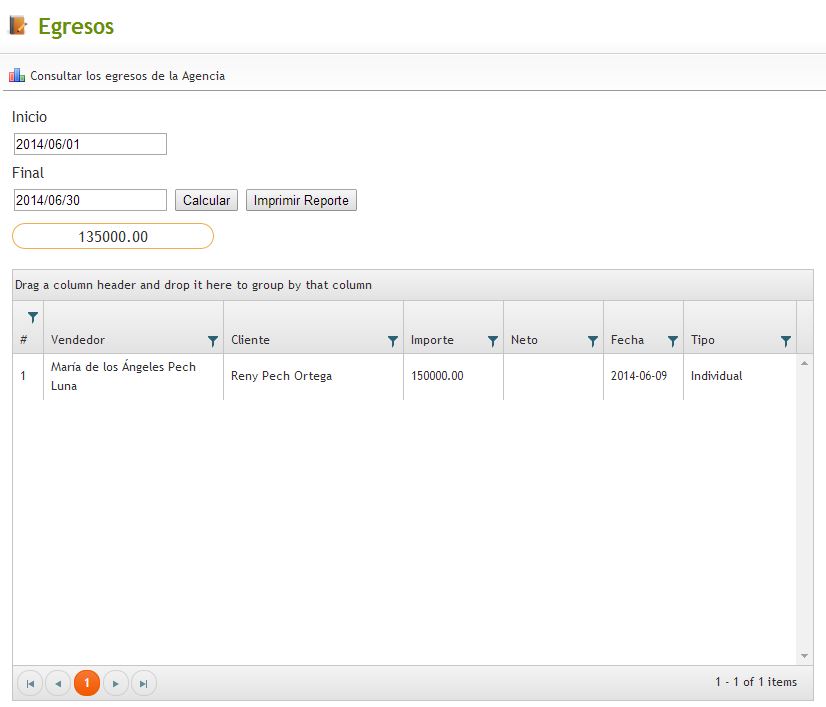 Egresos
Consultar los egresos de la Agencia
Inicio
2014/06/01
Final
2014/06/30 Calcular Imprimir Reporte
135000.00
Drag a column header and drop it here to group by that column
# Vendedor Cliente Importe Neto Fecha Tipo
1 María de los Ángeles Pech Luna Reny Pech Ortega 150000.00 2014-06-09 Individual
1 1 - 1 of 1 items